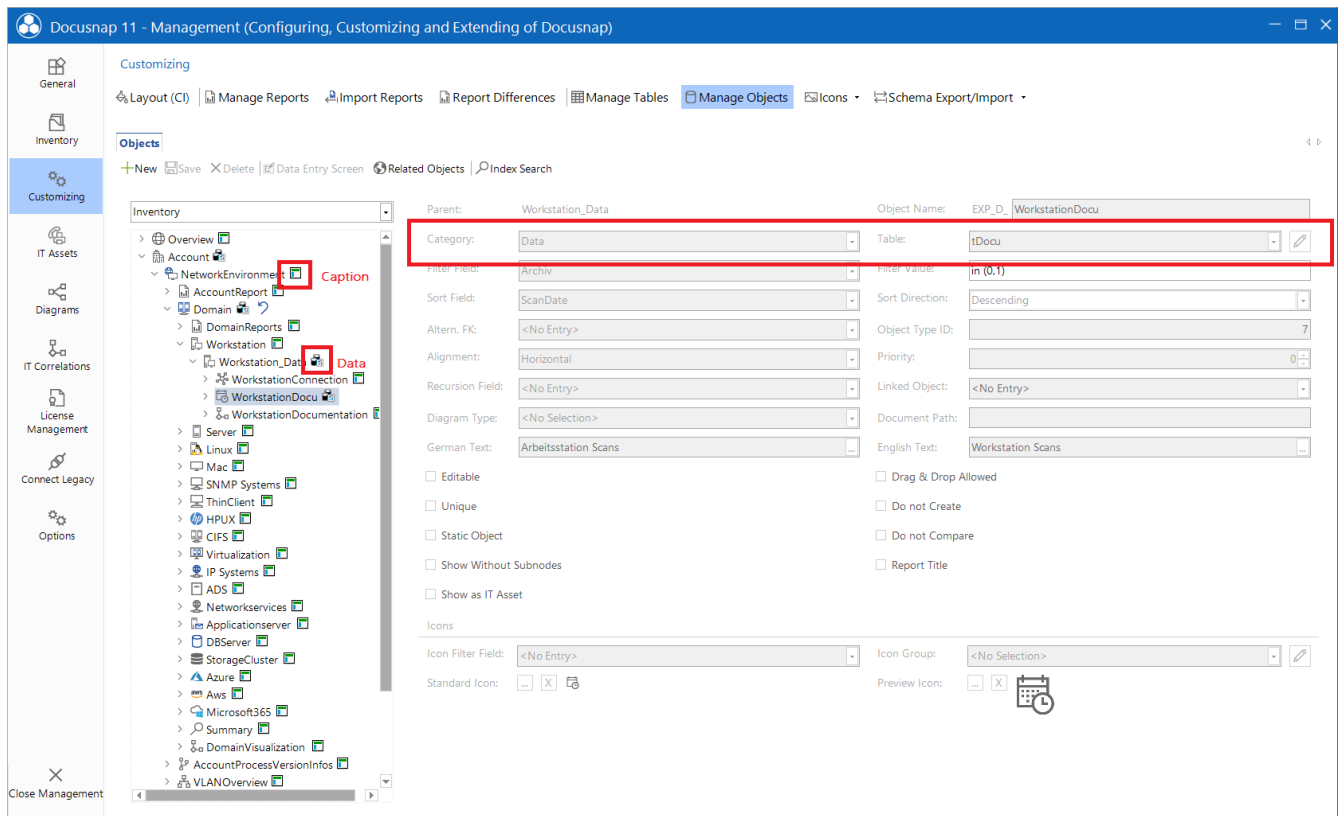 Docusnap 11 - Management (Configuring, Customizing and Extending of Docusnap)
General
Inventory
Customizing
IT Assets
Diagrams
IT Correlations
License
Management
Connect Legacy
Options
Close Management
Customizing
Layout (CI) Manage Reports Import Reports Report Differences Manage Tables Manage Objects Icons Schema Export/Import
Objects
New Save Delete Data Entry Screen Related Objects Index Search
Inventory
Overview
Account
NetworkEnvironment Caption
AccountReport
Domain
DomainReports
Workstation
Workstation_Data Data
WorkstationConnection
WorkstationDocu
WorkstationDocumentation
Server
Linux
Mac
SNMP Systems
ThinClient
HPUX
CIFS
Virtualization
IP Systems
ADS
Networkservices
Applicationserver
DBServer
StorageCluster
Azure
aws Aws
Microsoft365
Summary
DomainVisualization
AccountProcessVersionInfos
VLANOverview
Parent: Workstation_Data Object Name: EXP_D_ WorkstationDocu
Category: Data Table: tDocu
Filter Field: Archiv Filter Value: in (0,1)
Sort Field: ScanDate Sort Direction: Descending
Altern. FK: <No Entry> Object Type ID: 7
Alignment: Horizontal Priority: 0
Recursion Field: <No Entry> Linked Object: <No Entry>
Diagram Type: <No Selection> Document Path:
German Text: Arbeitsstation Scans ... English Text: Workstation Scans ...
Editable Drag & Drop Allowed
Unique Do not Create
Static Object Do not Compare
Show Without Subnodes Report Title
Show as IT Asset
Icons
Icon Filter Field: <No Entry> Icon Group: <No Selection>
Standard Icon: ... X Preview Icon: ... X